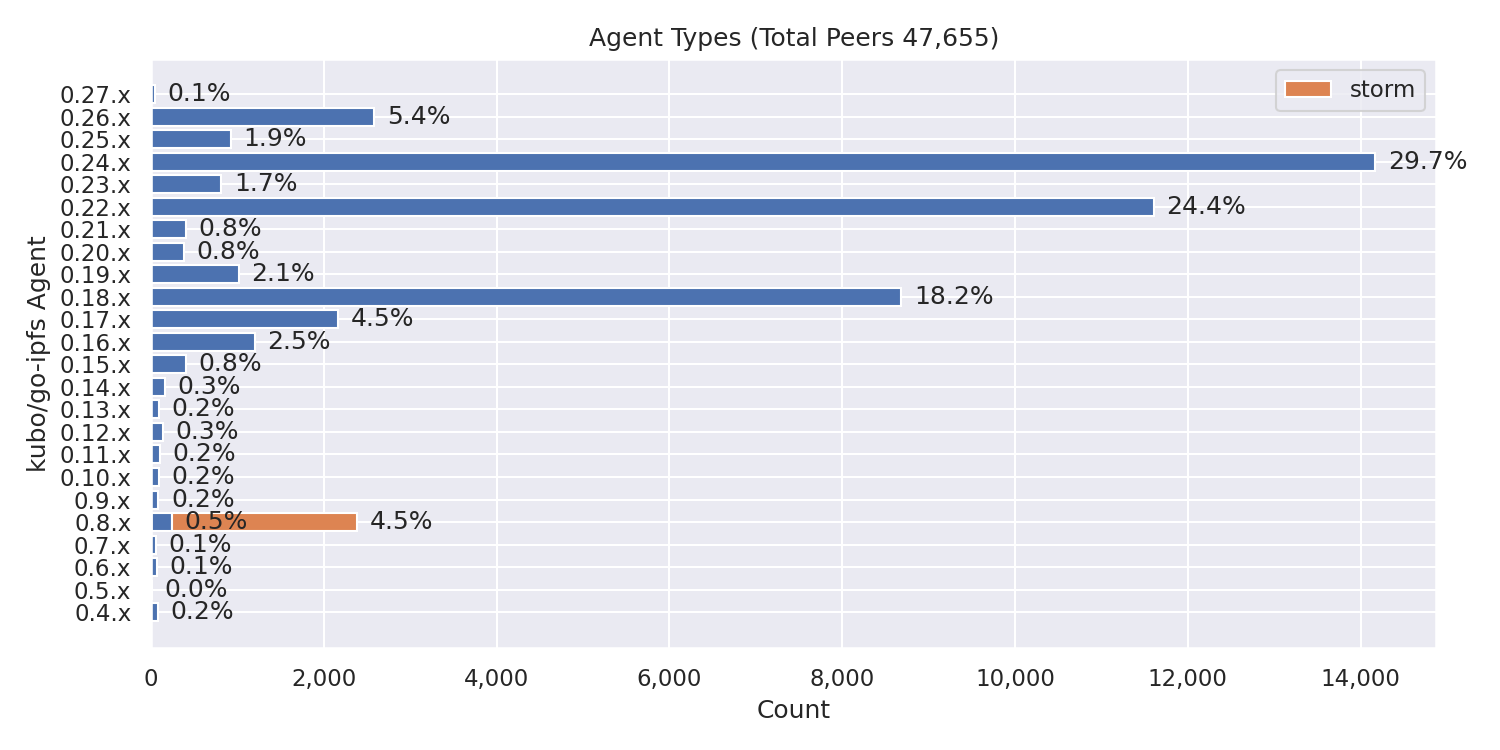 Agent Types (Total Peers 47,655)
storm
kubo/go-ipfs Agent
0.27.x 0.1%
0.26.x 5.4%
0.25.x 1.9%
0.24.x 29.7%
0.23.x 1.7%
0.22.x 24.4%
0.21.x 0.8%
0.20.x 0.8%
0.19.x 2.1%
0.18.x 18.2%
0.17.x 4.5%
0.16.x 2.5%
0.15.x 0.8%
0.14.x 0.3%
0.13.x 0.2%
0.12.x 0.3%
0.11.x 0.2%
0.10.x 0.2%
0.9.x 0.2%
0.8.x 0.5% 4.5%
0.7.x 0.1%
0.6.x 0.1%
0.5.x 0.0%
0.4.x 0.2%
0 2,000 4,000 6,000 8,000 10,000 12,000 14,000
Count